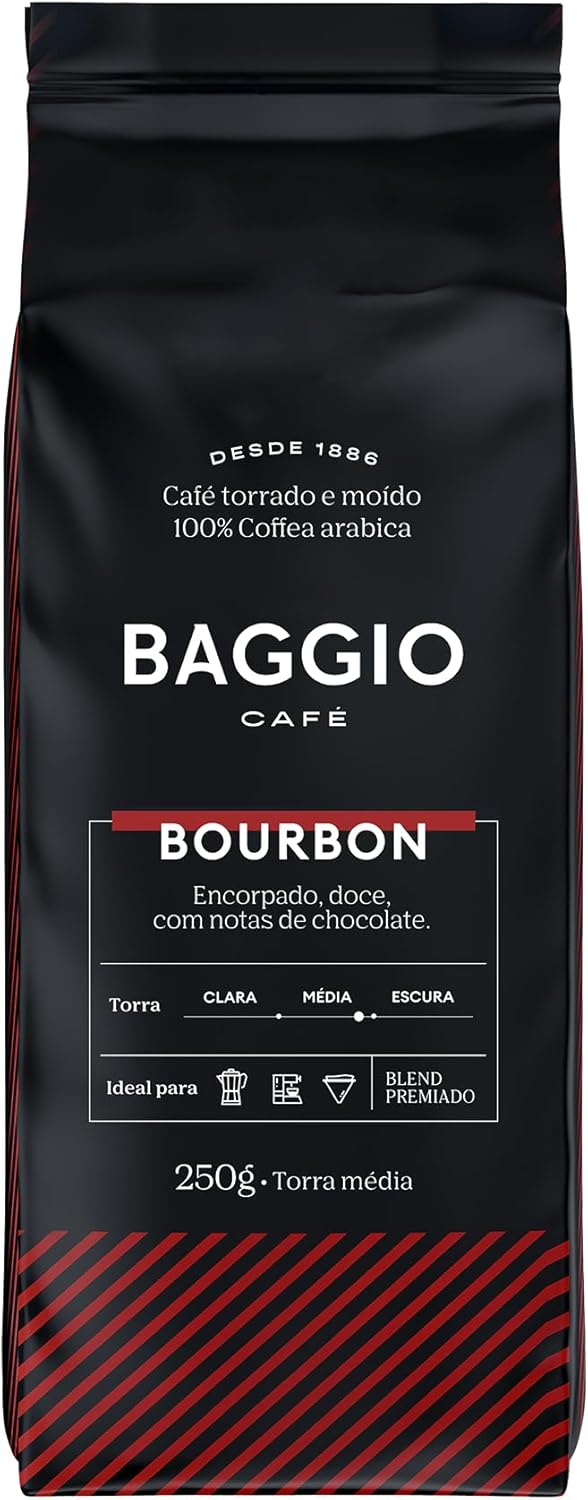 DESDE 1886
Café torrado e moído
100% Coffea arabica
BAGGIO
CAFÉ
BOURBON
Encorpado, doce,
com notas de chocolate.
Torra CLARA MÉDIA ESCURA
Ideal para BLEND
PREMIADO
250g • Torra média